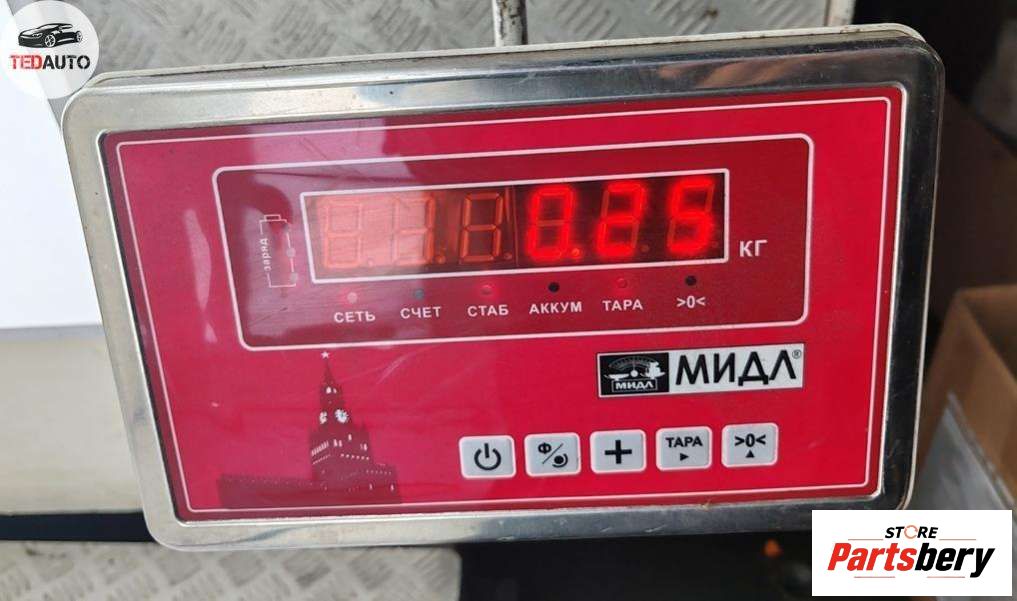 TEDAUTO
заряд
0.25
КГ
СЕТЬ СЧЕТ СТАБ АККУМ ТАРА >0<
МИДЛ МИДЛ®
Ф + ТАРА >0<
STORE
Partsbery